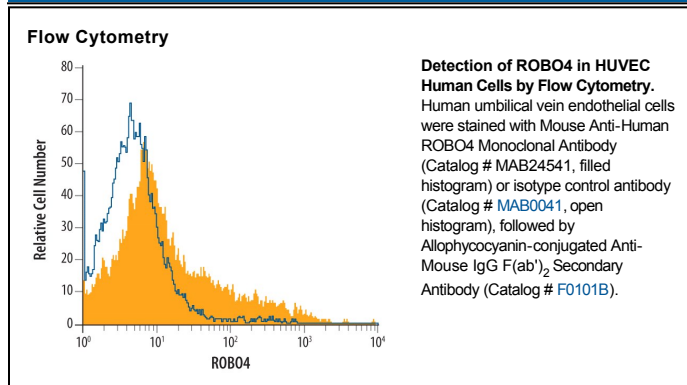 Flow Cytometry
80
70
60
50
40
30
20
10
0
Relative Cell Number
10⁰ 10¹ 10² 10³ 10⁴
ROBO4
Detection of ROBO4 in HUVEC
Human Cells by Flow Cytometry.
Human umbilical vein endothelial cells
were stained with Mouse Anti-Human
ROBO4 Monoclonal Antibody
(Catalog # MAB24541, filled
histogram) or isotype control antibody
(Catalog # MAB0041, open
histogram), followed by
Allophycocyanin-conjugated Anti-
Mouse IgG F(ab')₂ Secondary
Antibody (Catalog # F0101B).